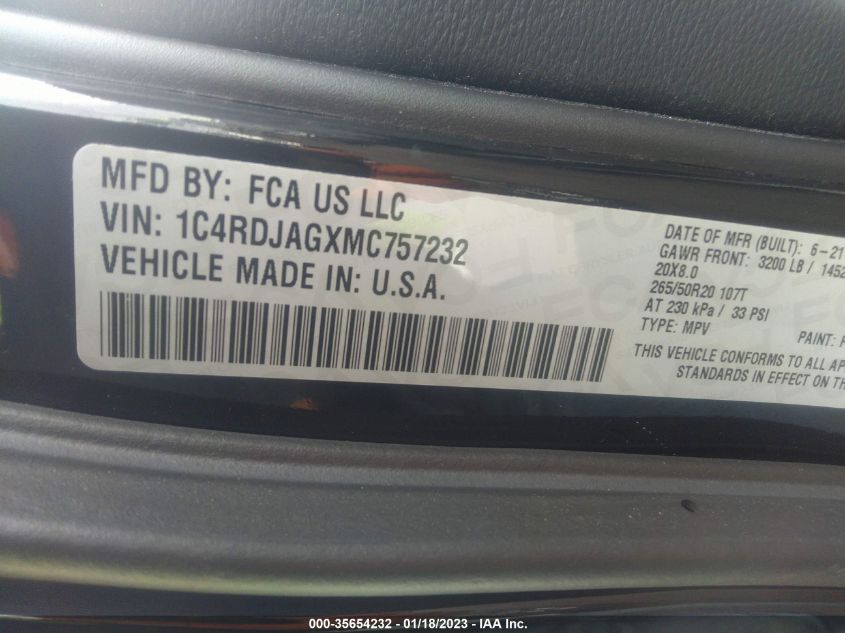 MFD BY: FCA US LLC
VIN: 1C4RDJAGXMC757232
VEHICLE MADE IN: U.S.A.
DATE OF MFR (BUILT): 6-21
GAWR FRONT: 3200 LB / 1452
20X8.0
265/50R20 107T
AT 230 kPa / 33 PSI
TYPE: MPV
PAINT:
THIS VEHICLE CONFORMS TO ALL AP
STANDARDS IN EFFECT ON TH
000-35654232 - 01/18/2023 - IAA Inc.